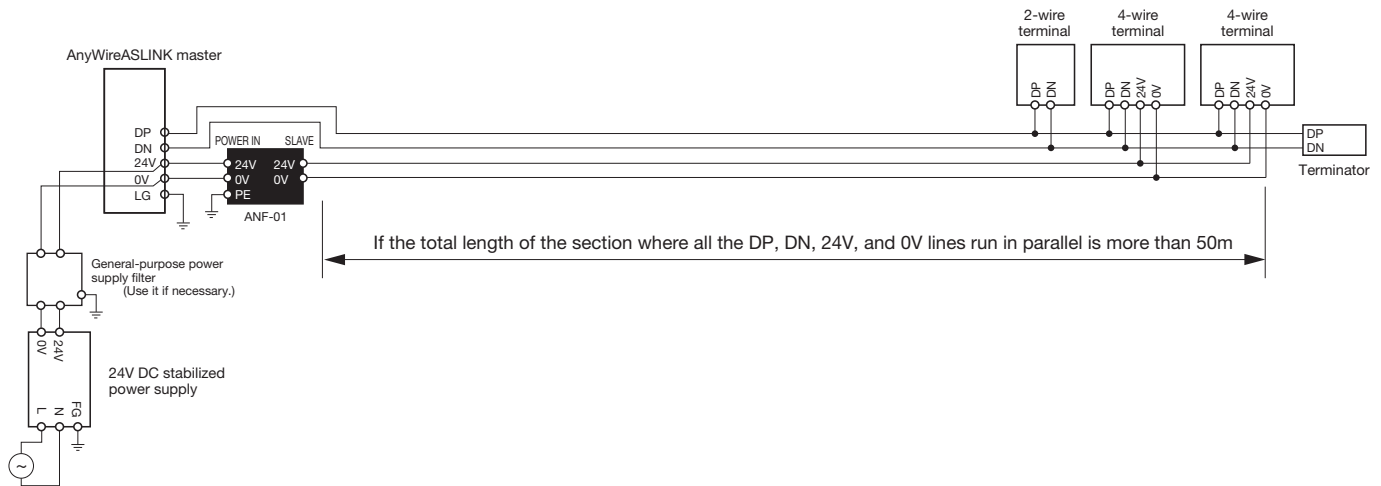 2-wire
terminal
4-wire
terminal
4-wire
terminal
AnyWireASLINK master
DP
DN
DP
DN
24V
0V
DP
DN
24V
0V
DP
DN
24V
0V
LG
POWER IN
SLAVE
24V
0V
PE
24V
0V
ANF-01
DP
DN
Terminator
If the total length of the section where all the DP, DN, 24V, and 0V lines run in parallel is more than 50m
General-purpose power
supply filter
(Use it if necessary.)
0V
24V
24V DC stabilized
power supply
L
N
FG
~